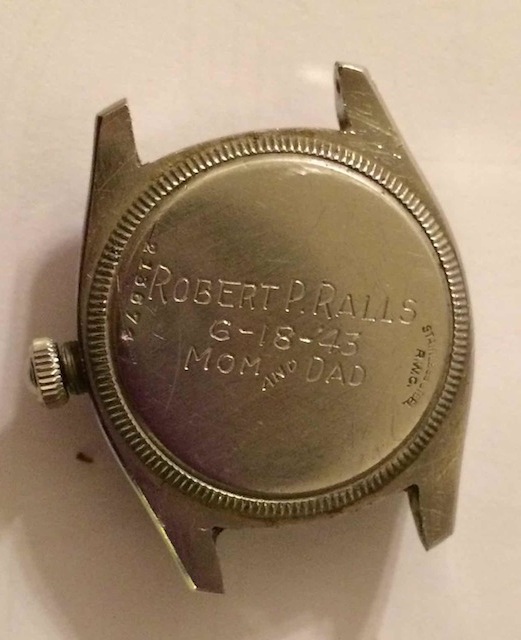 ROBERT P. RALLS
6-18-'43
MOM AND DAD
R.W.C.